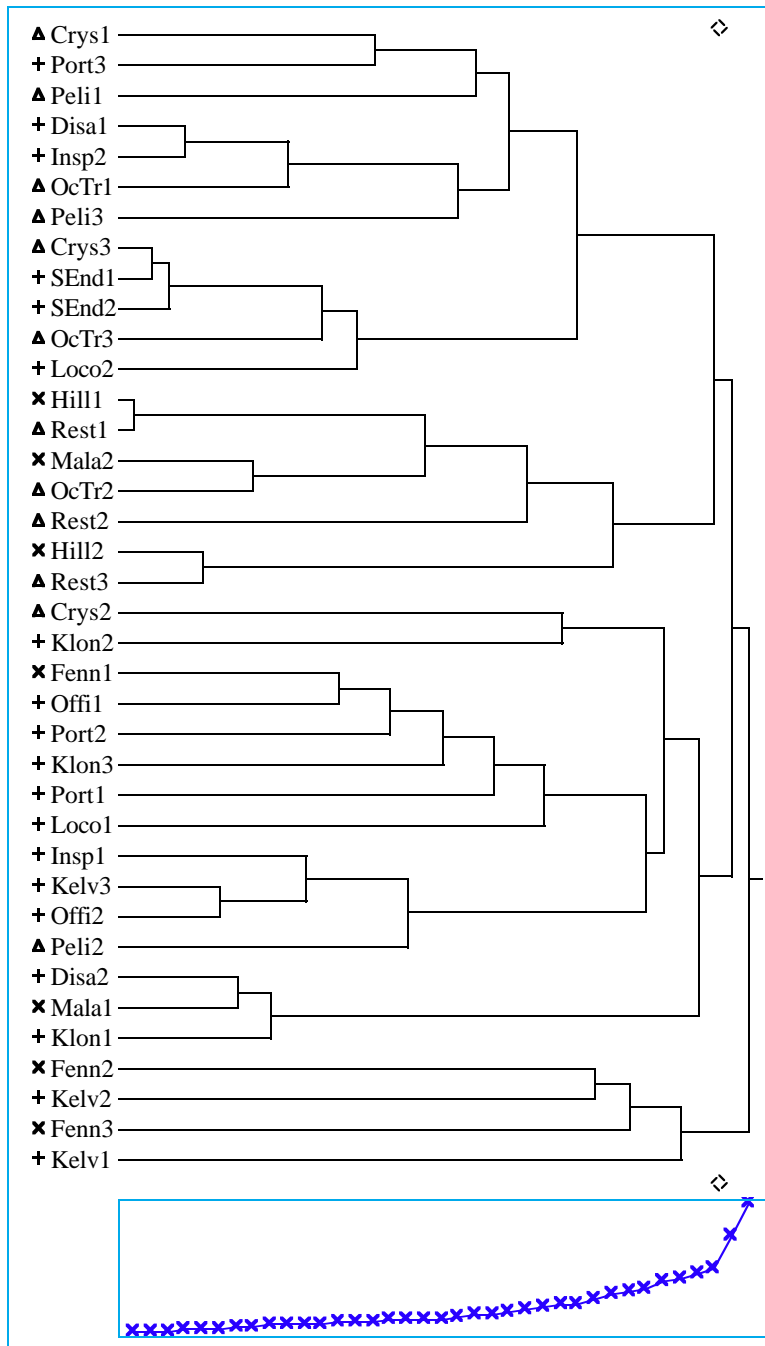 Crys1
Port3
Peli1
Disa1
Insp2
OcTr1
Peli3
Crys3
SEnd1
SEnd2
OcTr3
Loco2
Hill1
Rest1
Mala2
OcTr2
Rest2
Hill2
Rest3
Crys2
Klon2
Fenn1
Offi1
Port2
Klon3
Port1
Loco1
Insp1
Kelv3
Offi2
Peli2
Disa2
Mala1
Klon1
Fenn2
Kelv2
Fenn3
Kelv1